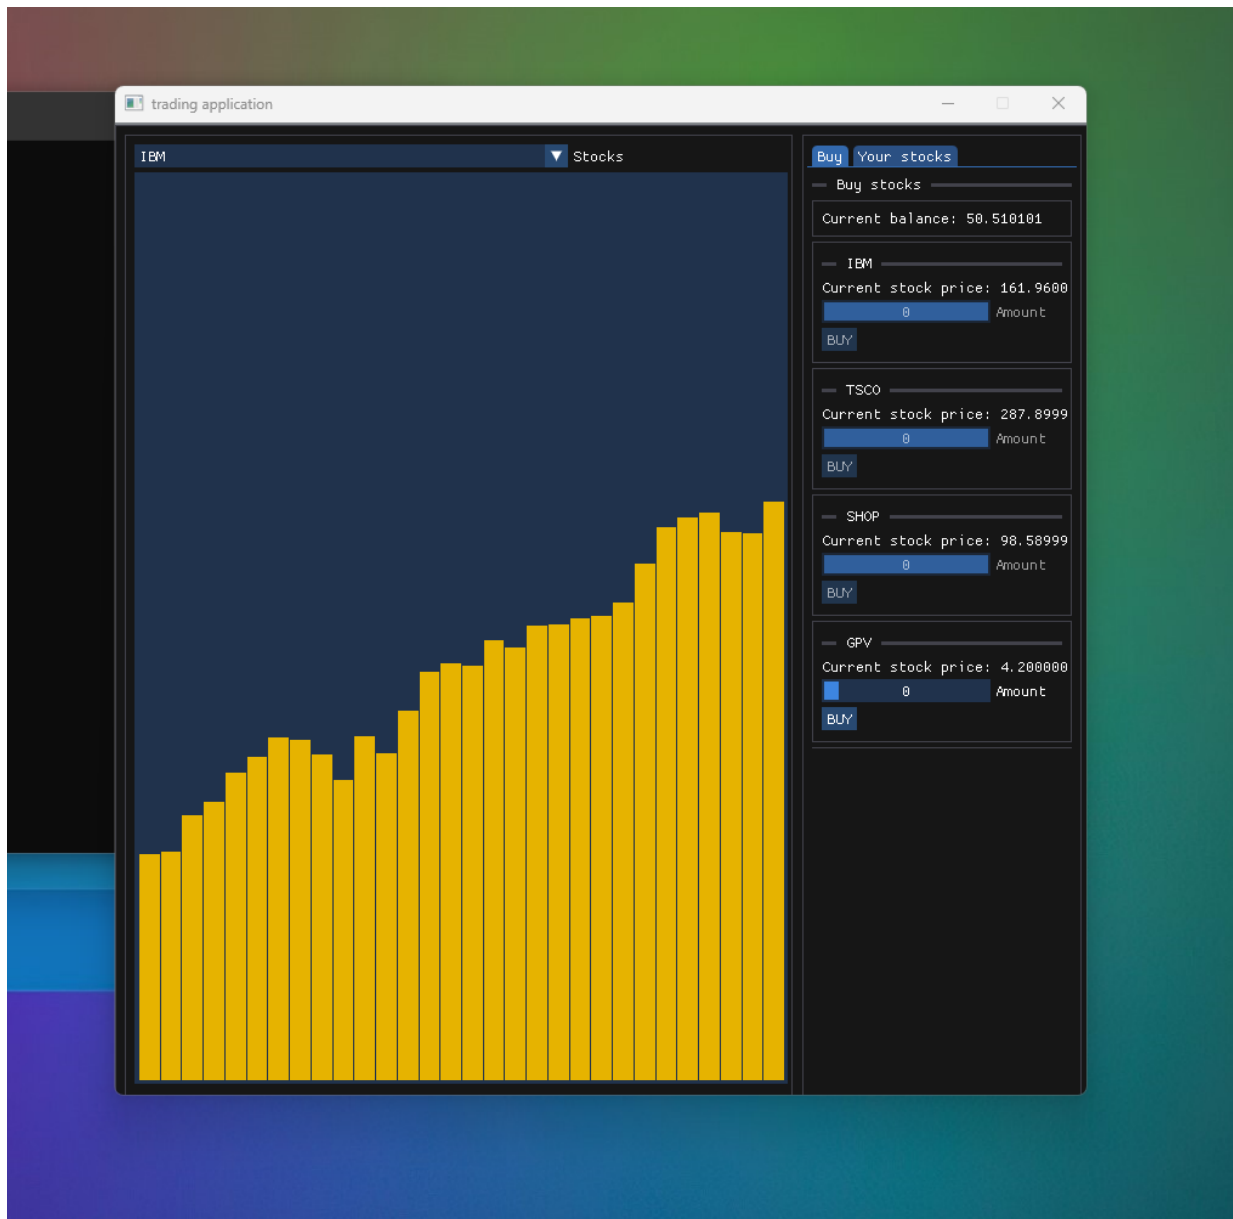 trading application
IBM
Stocks
Buy
Your stocks
Buy stocks
Current balance: 50.510101
IBM
Current stock price: 161.9600
0
Amount
BUY
TSCO
Current stock price: 287.8999
0
Amount
BUY
SHOP
Current stock price: 98.58999
0
Amount
BUY
GPV
Current stock price: 4.200000
0
Amount
BUY